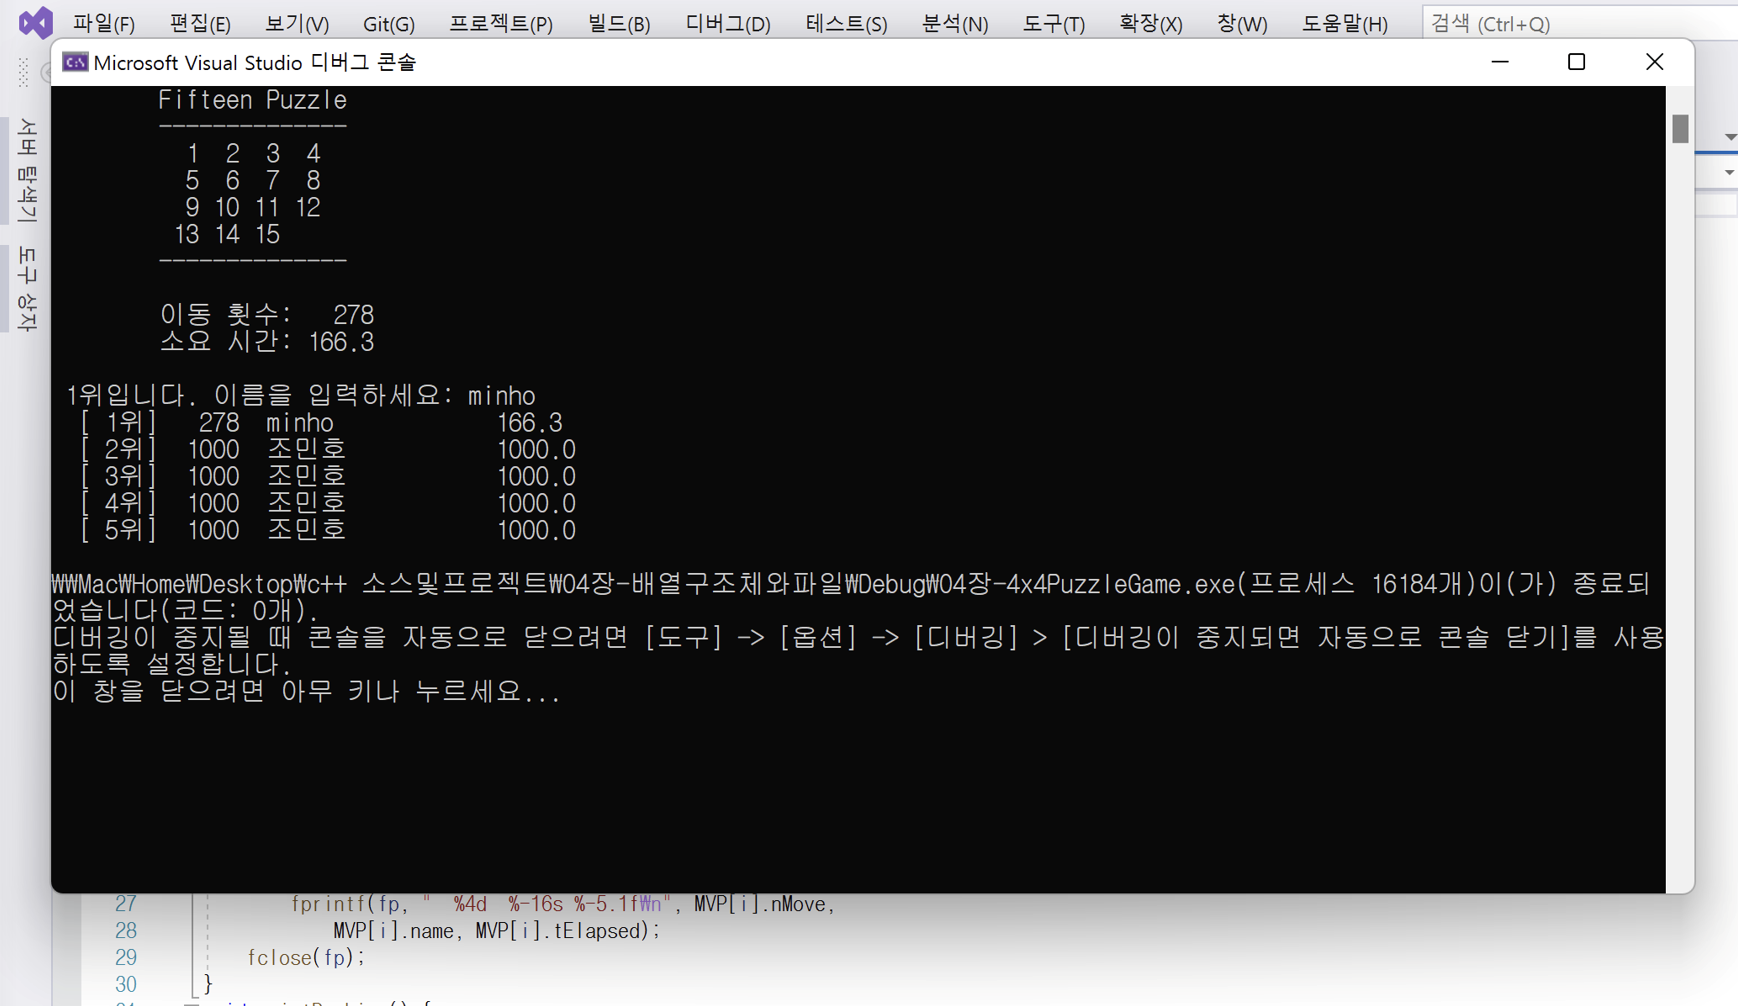 파일(F) 편집(E) 보기(V) Git(G) 프로젝트(P) 빌드(B) 디버그(D) 테스트(S) 분석(N) 도구(T) 확장(X) 창(W) 도움말(H) 검색 (Ctrl+Q)
Microsoft Visual Studio 디버그 콘솔
서버 탐색기
도구 상자
Fifteen Puzzle
--------------
1 2 3 4
5 6 7 8
9 10 11 12
13 14 15
--------------
이동 횟수: 278
소요 시간: 166.3
1위입니다. 이름을 입력하세요: minho
[ 1위] 278 minho 166.3
[ 2위] 1000 조민호 1000.0
[ 3위] 1000 조민호 1000.0
[ 4위] 1000 조민호 1000.0
[ 5위] 1000 조민호 1000.0
₩₩Mac₩Home₩Desktop₩c++ 소스및프로젝트₩04장-배열구조체와파일₩Debug₩04장-4x4PuzzleGame.exe(프로세스 16184개)이(가) 종료되
었습니다(코드: 0개).
디버깅이 중지될 때 콘솔을 자동으로 닫으려면 [도구] -> [옵션] -> [디버깅] > [디버깅이 중지되면 자동으로 콘솔 닫기]를 사용
하도록 설정합니다.
이 창을 닫으려면 아무 키나 누르세요...
27 fprintf(fp, " %4d %-16s %-5.1f₩n", MVP[i].nMove,
28 MVP[i].name, MVP[i].tElapsed);
29 fclose(fp);
30 }